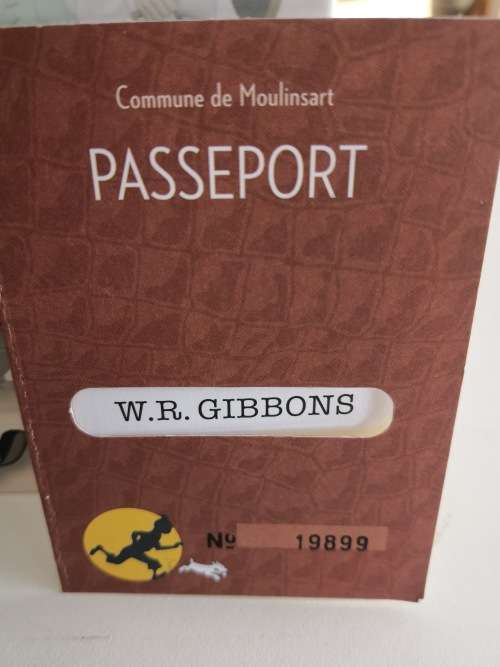 Commune de Moulinsart
PASSEPORT
W.R. GIBBONS
Nº 19899